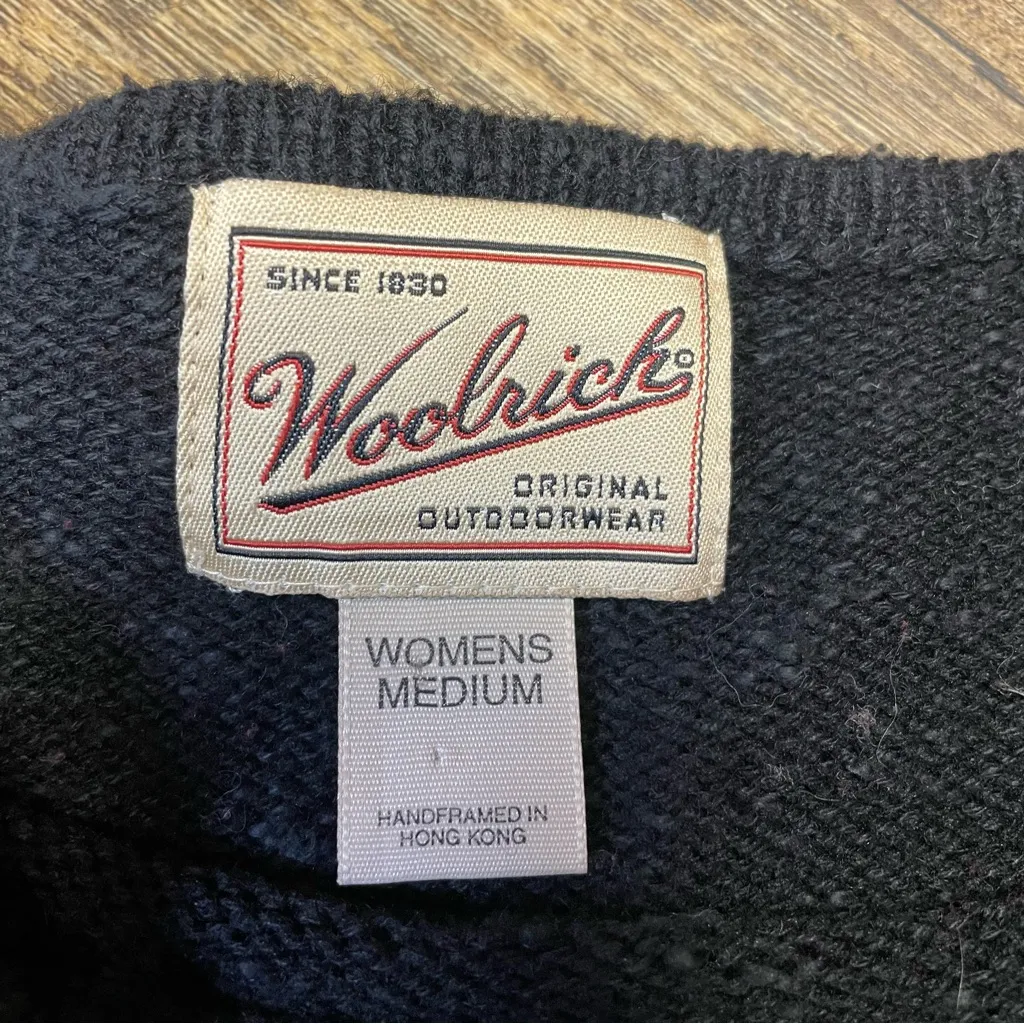 SINCE 1830
Woolrich
ORIGINAL
OUTDOORWEAR
WOMENS
MEDIUM
HANDFRAMED IN
HONG KONG